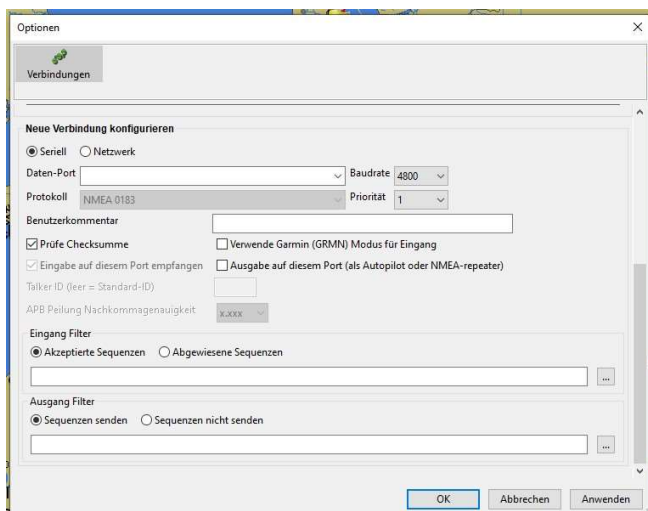 Optionen
Verbindungen
Neue Verbindung konfigurieren
Seriell Netzwerk
Daten-Port Baudrate 4800
Protokoll NMEA 0183 Priorität 1
Benutzerkommentar
Prüfe Checksumme Verwende Garmin (GRMN) Modus für Eingang
Eingabe auf diesem Port empfangen Ausgabe auf diesem Port (als Autopilot oder NMEA-repeater)
Talker ID (leer = Standard-ID)
APB Peilung Nachkommagenauigkeit x.xxx
Eingang Filter
Akzeptierte Sequenzen Abgewiesene Sequenzen
...
Ausgang Filter
Sequenzen senden Sequenzen nicht senden
...
OK Abbrechen Anwenden